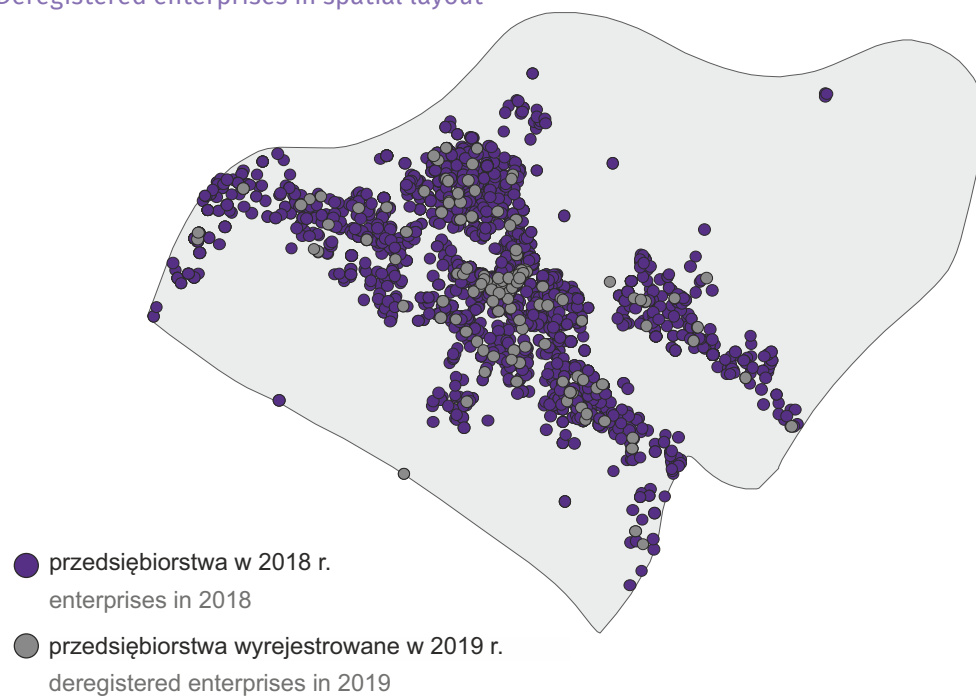 Deregistered enterprises in spatial layout
przedsiębiorstwa w 2018 r.
enterprises in 2018
przedsiębiorstwa wyrejestrowane w 2019 r.
deregistered enterprises in 2019